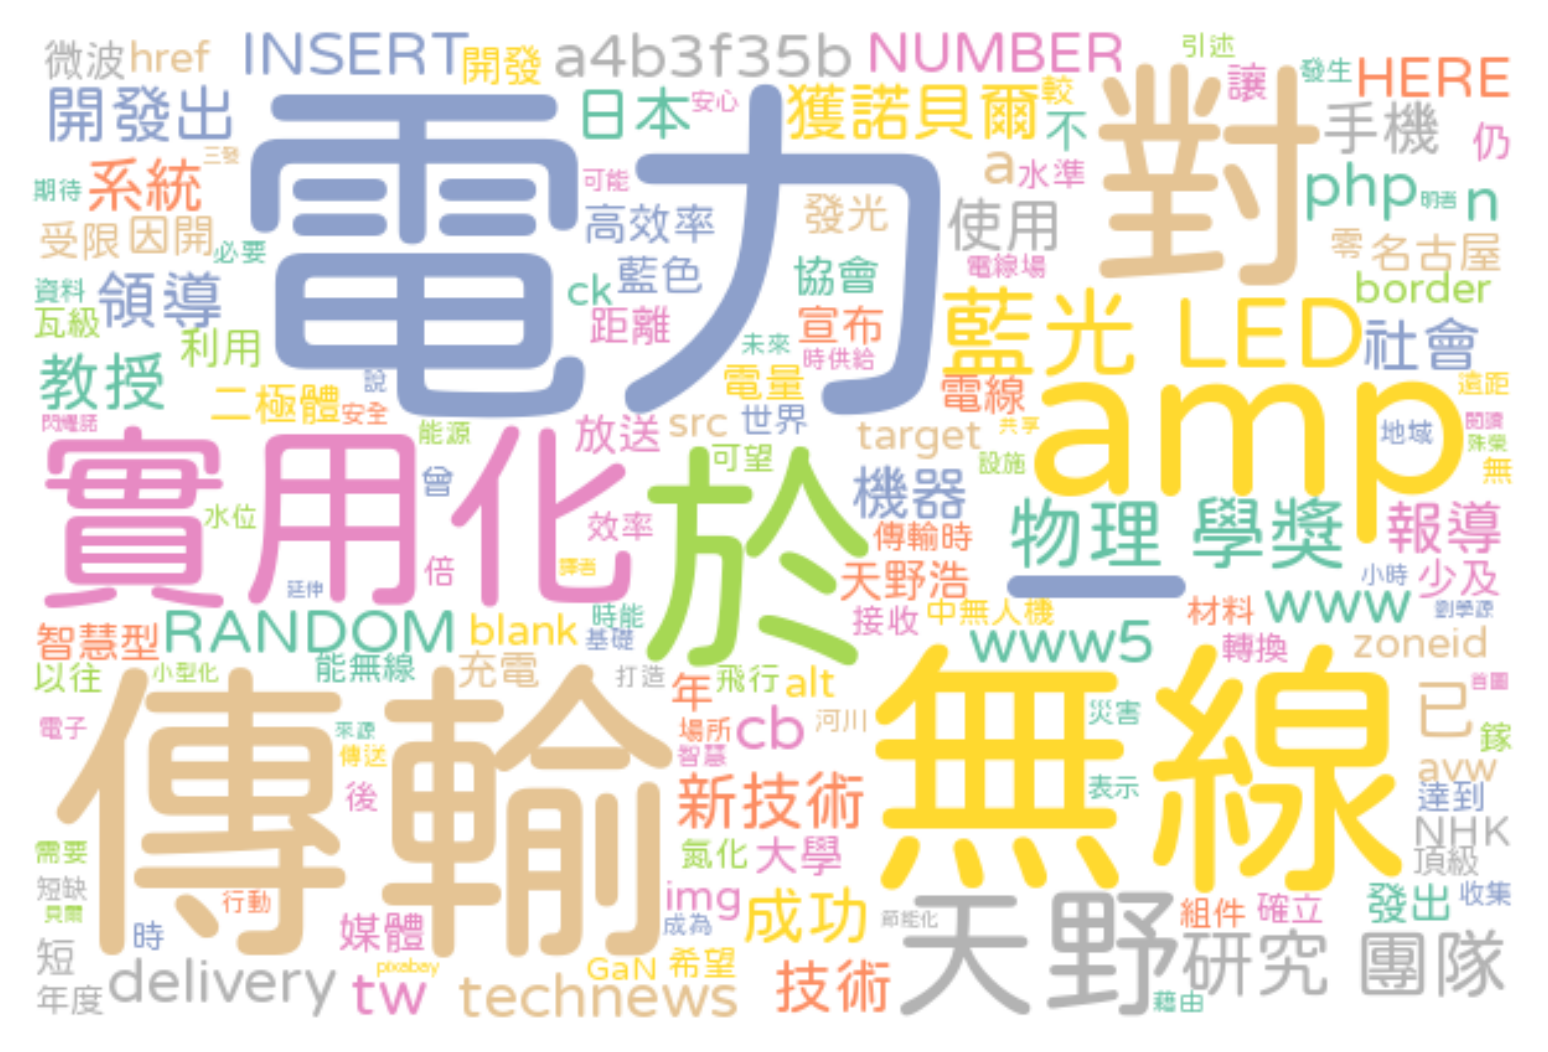 微波 href INSERT 開發 a4b3f35b NUMBER 引述
開發出 日本 安心 獲諾貝爾 較 不 讓 發生 HERE
電力 對 手機 仍
系統 三發 期待 可能 a 水準 php 明者 n
受限 因開 必要 高效率 發光 使用 電線場 零 名古屋
資料 領導 ck 藍色 協會 border
瓦級 利用 距離 宣布 藍光 LED 社會
教授 說 未來 時供給 電量 電線 amp 遠距
二極體 安全 src 世界 target 共享 地域 閱讀
閃耀諾 能源 放送 可望 設施 殊榮 無
實用化 曾 於 機器 物理 學獎 報導
水位 效率 傳輸時
延伸 倍 譯者 天野浩 一 小時 少及
智慧型 RANDOM blank 時能 基礎 接收 中無人機 材料 www 劉學源
以往 小型化 能無線 充電 打造 年 飛行 alt www5 轉換 zoneid
傳輸 無線 已 首圖
電子 來源 傳送 場所 cb 河川 災害 鎵
後 智慧 新技術 表示 avw 達到
需要 氮化 大學 NHK 頂級
短缺 貝爾 行動 img 成為 成功 節能化 天野 組件 確立 發出 收集
時 媒體 短 pixabay GaN 希望 技術 研究 團隊
年度 delivery tw technews 藉由